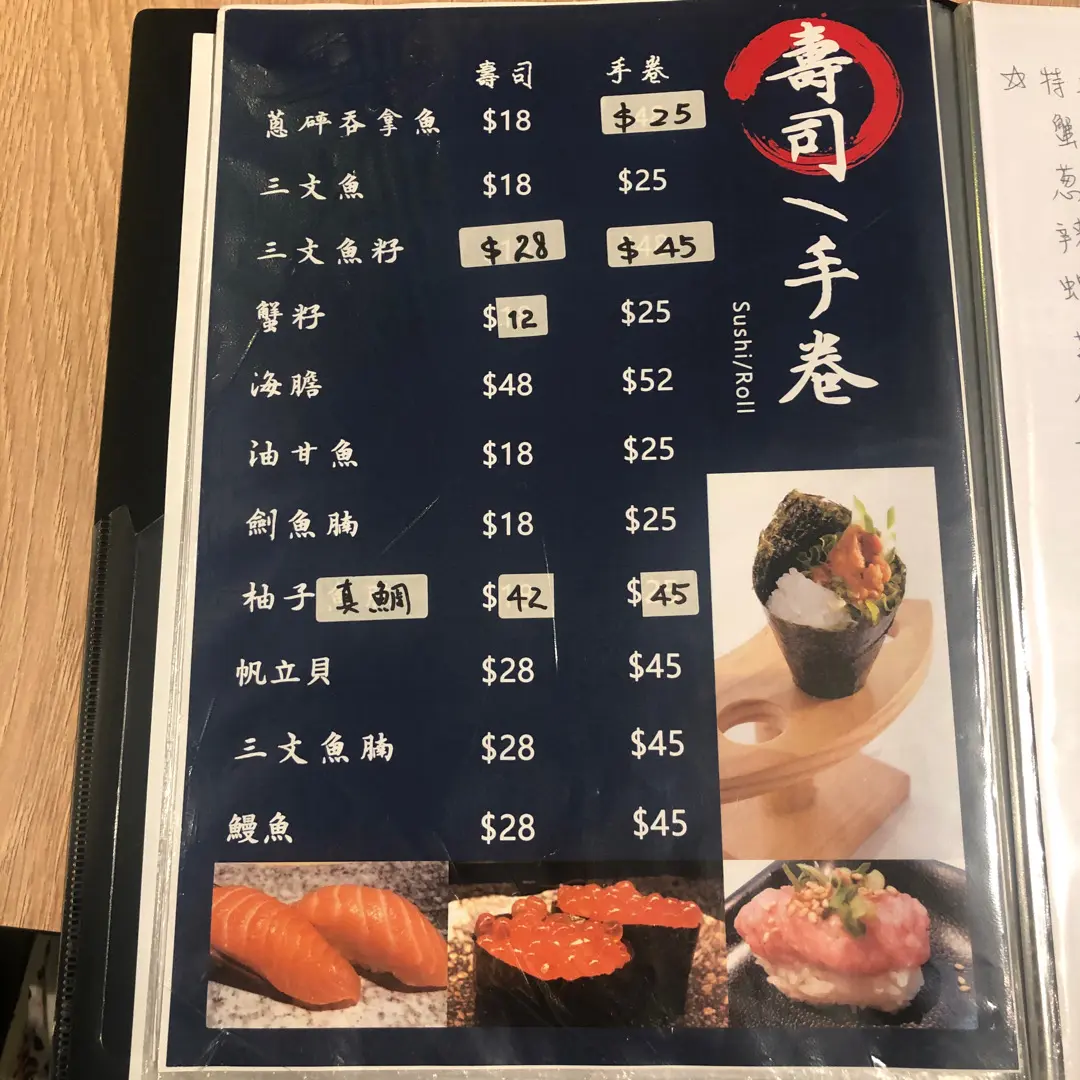 壽司 手卷
蔥碎吞拿魚 $18 $25
三文魚 $18 $25
三文魚籽 $28 $45
蟹籽 $12 $25
海膽 $48 $52
油甘魚 $18 $25
劍魚腩 $18 $25
柚子真鯛 $42 $45
帆立貝 $28 $45
三文魚腩 $28 $45
鰻魚 $28 $45
壽司／手卷
Sushi/Roll
☆特
蟹
蔥